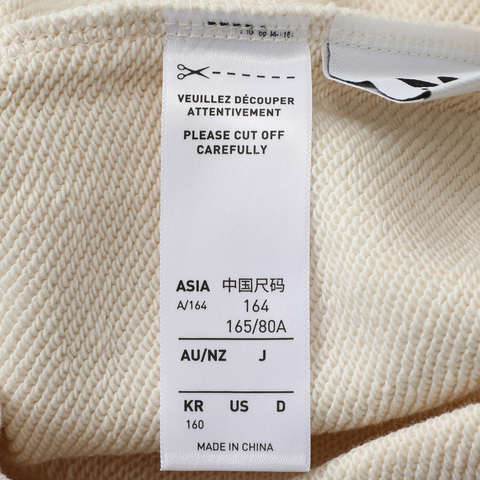 VEUILLEZ DÉCOUPER
ATTENTIVEMENT
PLEASE CUT OFF
CAREFULLY
ASIA 中国尺码
A/164 164
165/80A
AU/NZ J
KR US D
160
MADE IN CHINA